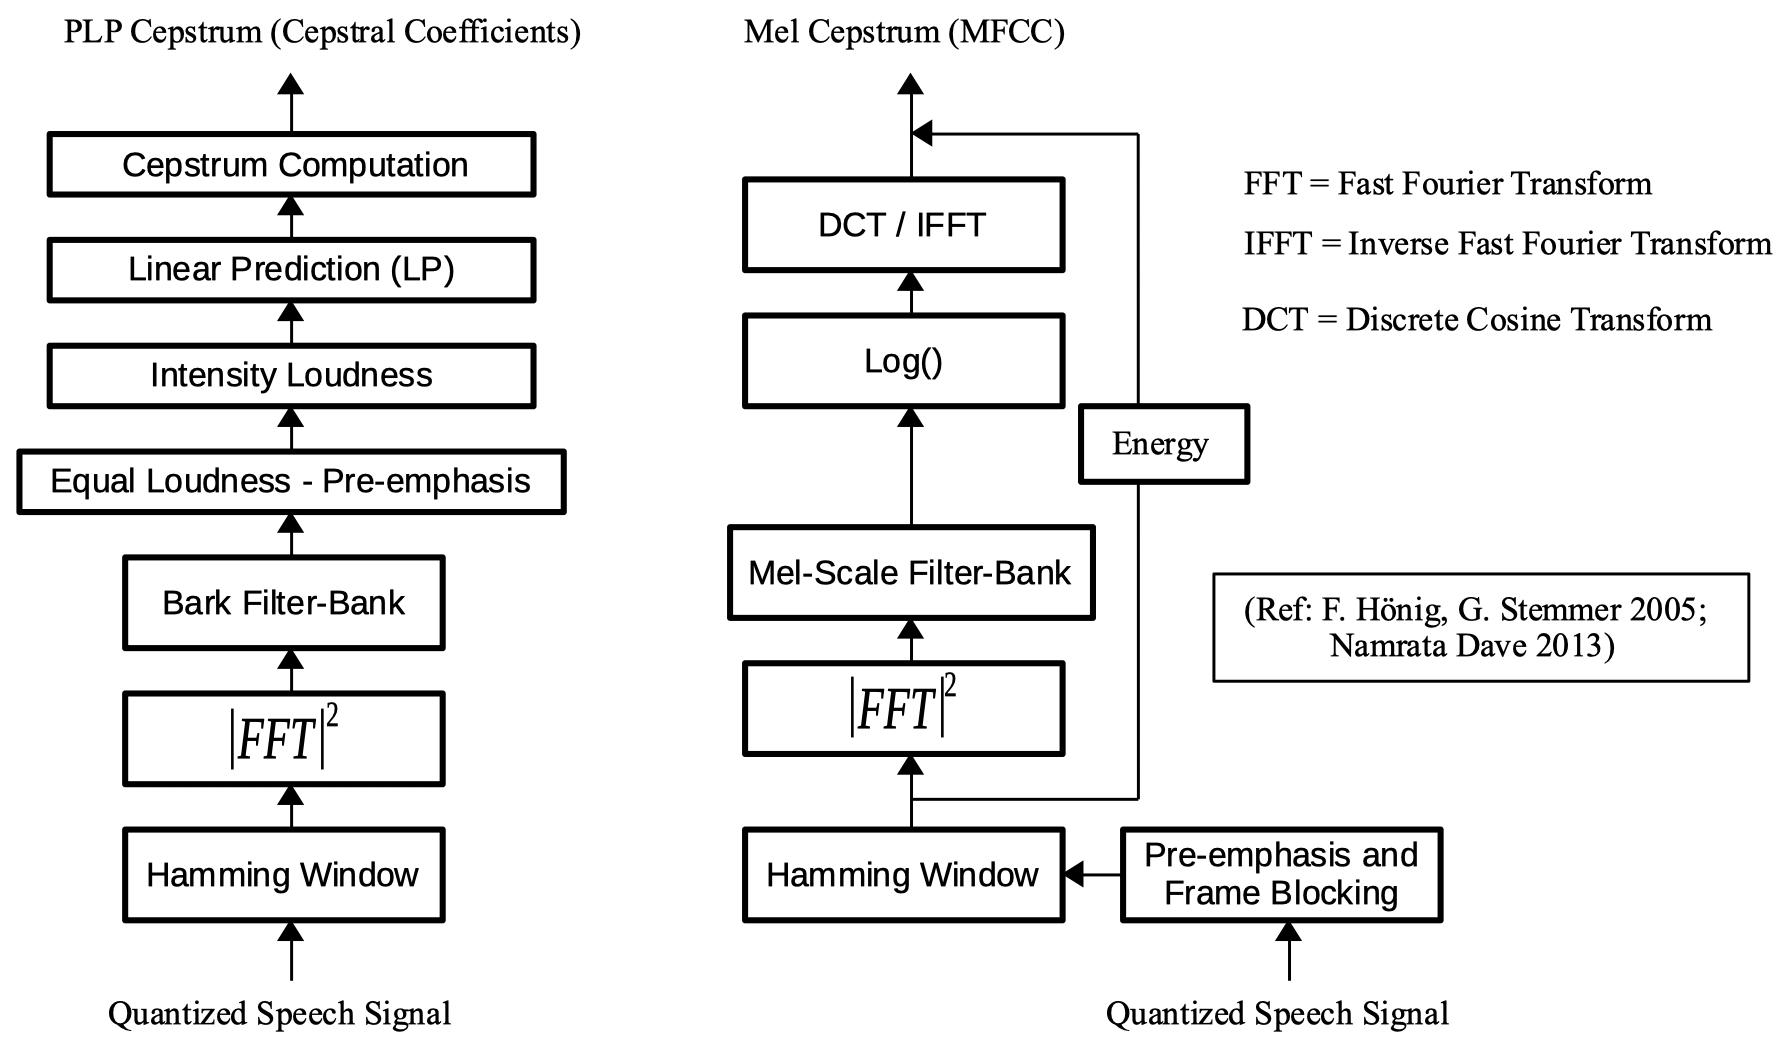 PLP Cepstrum (Cepstral Coefficients)
Cepstrum Computation
Linear Prediction (LP)
Intensity Loudness
Equal Loudness - Pre-emphasis
Bark Filter-Bank
|FFT|²
Hamming Window
Quantized Speech Signal
Mel Cepstrum (MFCC)
DCT / IFFT
Log()
Energy
Mel-Scale Filter-Bank
|FFT|²
Hamming Window
Pre-emphasis and
Frame Blocking
Quantized Speech Signal
FFT = Fast Fourier Transform
IFFT = Inverse Fast Fourier Transform
DCT = Discrete Cosine Transform
(Ref: F. Hönig, G. Stemmer 2005;
Namrata Dave 2013)